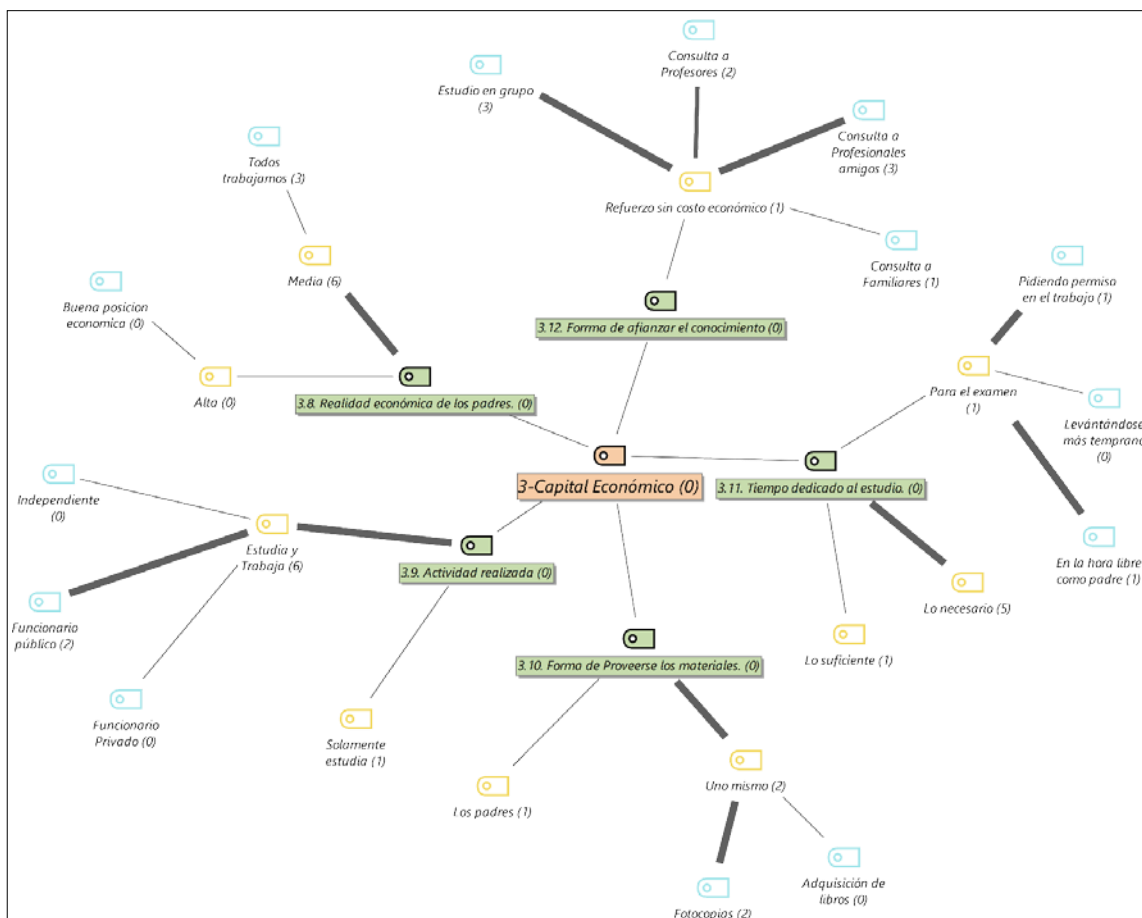 Consulta a
Profesores (2)
Estudio en grupo
(3)
Consulta a
Profesionales
amigos (3)
Todos
trabajamos (3)
Refuerzo sin costo económico (1)
Consulta a
Familiares (1)
Pidiendo permiso
en el trabajo (1)
Media (6)
Buena posicion
economica (0)
3.12. Forrma de afianzar el conocimiento (0)
Alta (0)
3.8. Realidad económica de los padres. (0)
Para el examen
(1)
Levántándose
más temprano
(0)
3-Capital Económico (0)
3.11. Tiempo dedicado al estudio. (0)
Independiente
(0)
Estudia y
Trabaja (6)
3.9. Actividad realizada (0)
En la hora libre
como padre (1)
Lo necesario (5)
Funcionario
público (2)
Lo suficiente (1)
3.10. Forma de Proveerse los materiales. (0)
Funcionario
Privado (0)
Solamente
estudia (1)
Los padres (1)
Uno mismo (2)
Adquisición de
libros (0)
Fotocopias (2)